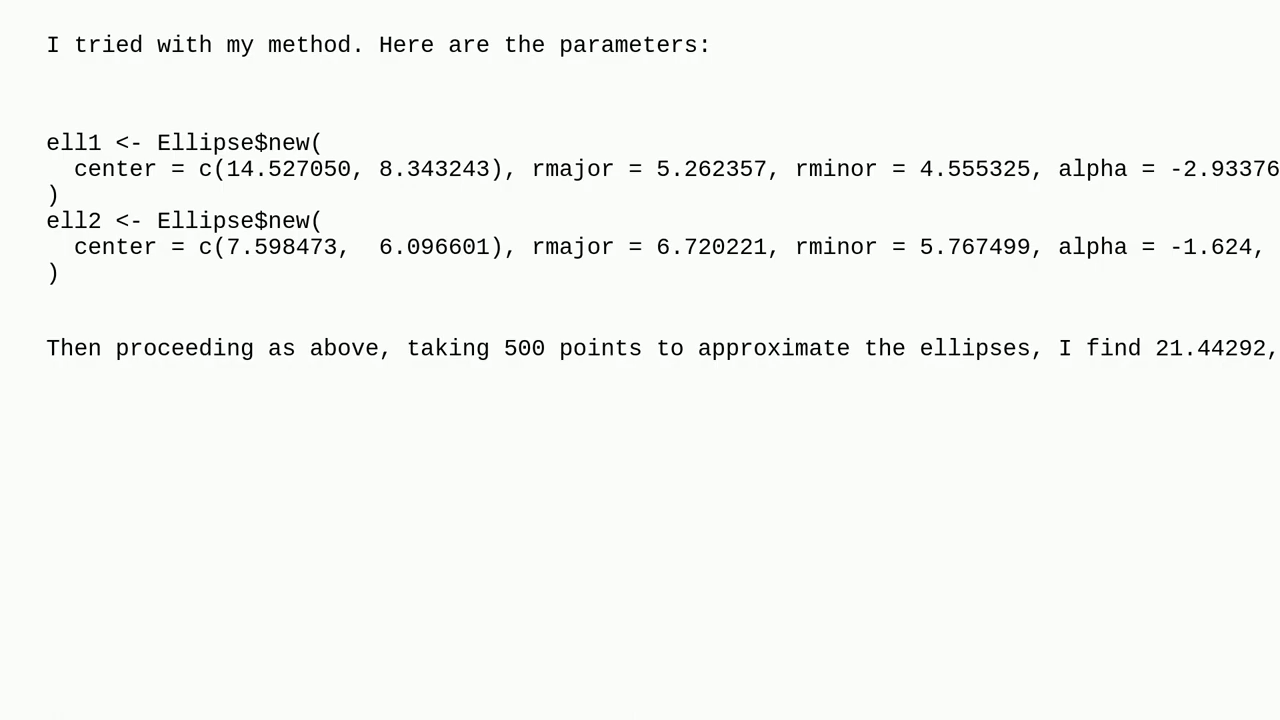 I tried with my method. Here are the parameters:
ell1 <- Ellipse$new(
  center = c(14.527050, 8.343243), rmajor = 5.262357, rminor = 4.555325, alpha = -2.93376
)
ell2 <- Ellipse$new(
  center = c(7.598473,  6.096601), rmajor = 6.720221, rminor = 5.767499, alpha = -1.624,
)
Then proceeding as above, taking 500 points to approximate the ellipses, I find 21.44292,